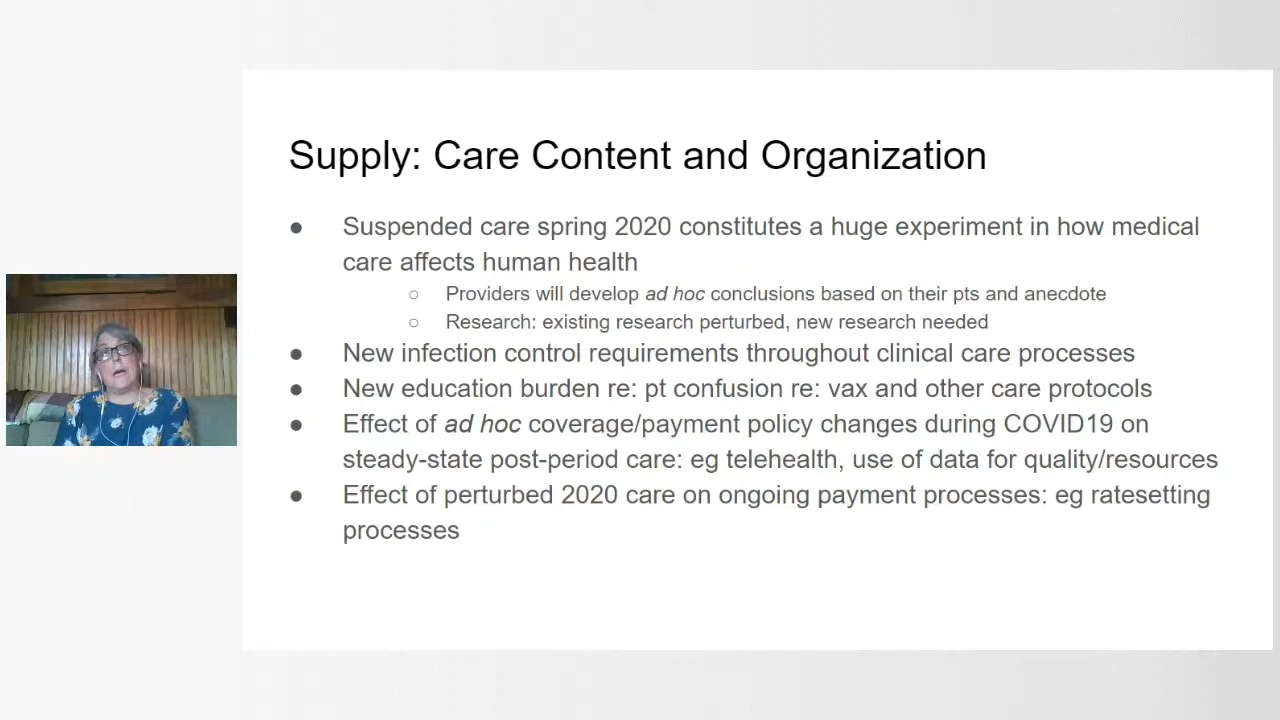 Supply: Care Content and Organization
● Suspended care spring 2020 constitutes a huge experiment in how medical
care affects human health
○ Providers will develop ad hoc conclusions based on their pts and anecdote
○ Research: existing research perturbed, new research needed
● New infection control requirements throughout clinical care processes
● New education burden re: pt confusion re: vax and other care protocols
● Effect of ad hoc coverage/payment policy changes during COVID19 on
steady-state post-period care: eg telehealth, use of data for quality/resources
● Effect of perturbed 2020 care on ongoing payment processes: eg ratesetting
processes